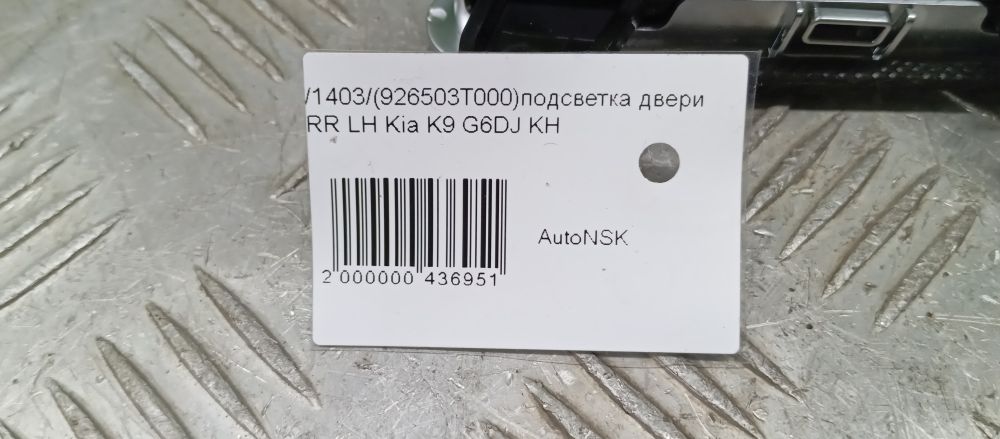 /1403/(926503T000)подсветка двери
RR LH Kia K9 G6DJ KH
AutoNSK
2 000000 436951